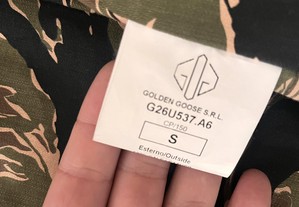 GOLDEN GOOSE S.R.L.
G26U537.A6
CP/150
S
Esterno/Outside